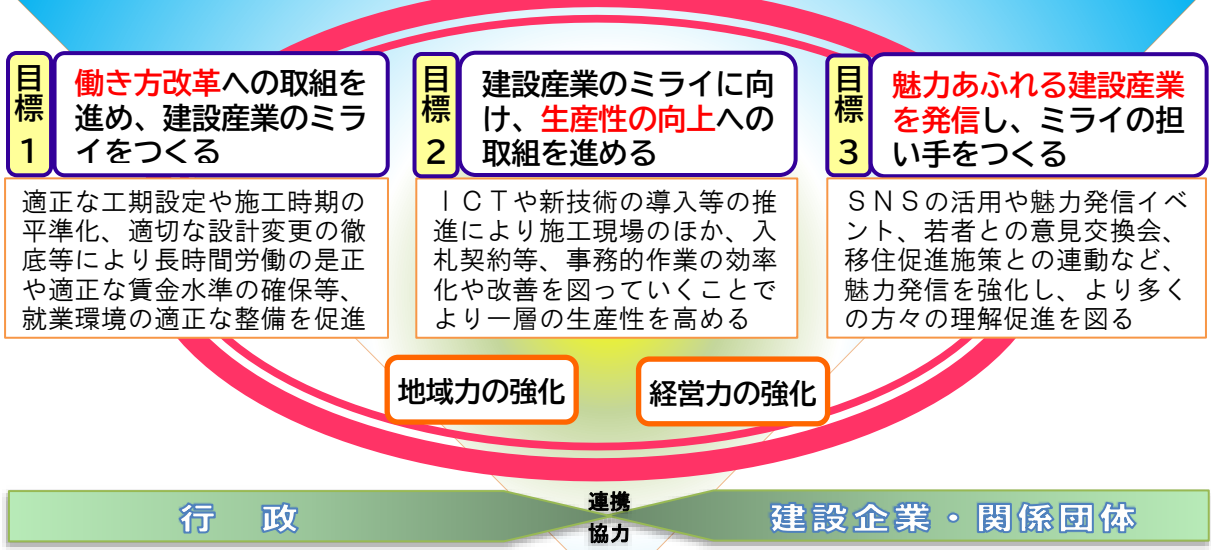 目標1
働き方改革への取組を
進め、建設産業のミラ
イをつくる
適正な工期設定や施工時期の
平準化、適切な設計変更の徹
底等により長時間労働の是正
や適正な賃金水準の確保等、
就業環境の適正な整備を促進
目標2
建設産業のミライに向
け、生産性の向上への
取組を進める
ＩＣＴや新技術の導入等の推
進により施工現場のほか、入
札契約等、事務的作業の効率
化や改善を図っていくことで
より一層の生産性を高める
目標3
魅力あふれる建設産業
を発信し、ミライの担
い手をつくる
ＳＮＳの活用や魅力発信イベ
ント、若者との意見交換会、
移住促進施策との連動など、
魅力発信を強化し、より多く
の方々の理解促進を図る
地域力の強化
経営力の強化
行　政
連携
協力
建設企業・関係団体